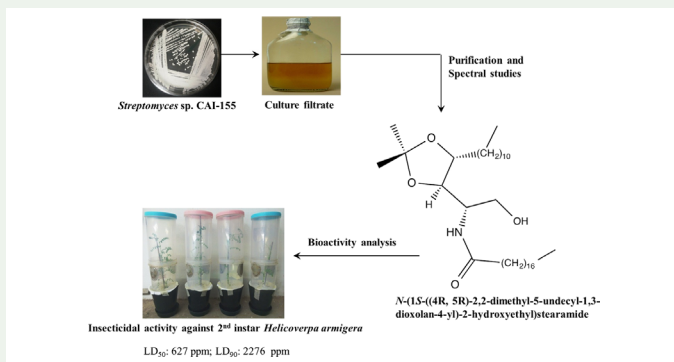 Streptomyces sp. CAI-155
Culture filtrate
Purification and
Spectral studies
O
(CH2)10
O
H
OH
HN
(CH2)16
O
N-(1S-((4R, 5R)-2,2-dimethyl-5-undecyl-1,3-
dioxolan-4-yl)-2-hydroxyethyl)stearamide
Bioactivity analysis
Insecticidal activity against 2nd instar Helicoverpa armigera
LD50: 627 ppm; LD90: 2276 ppm